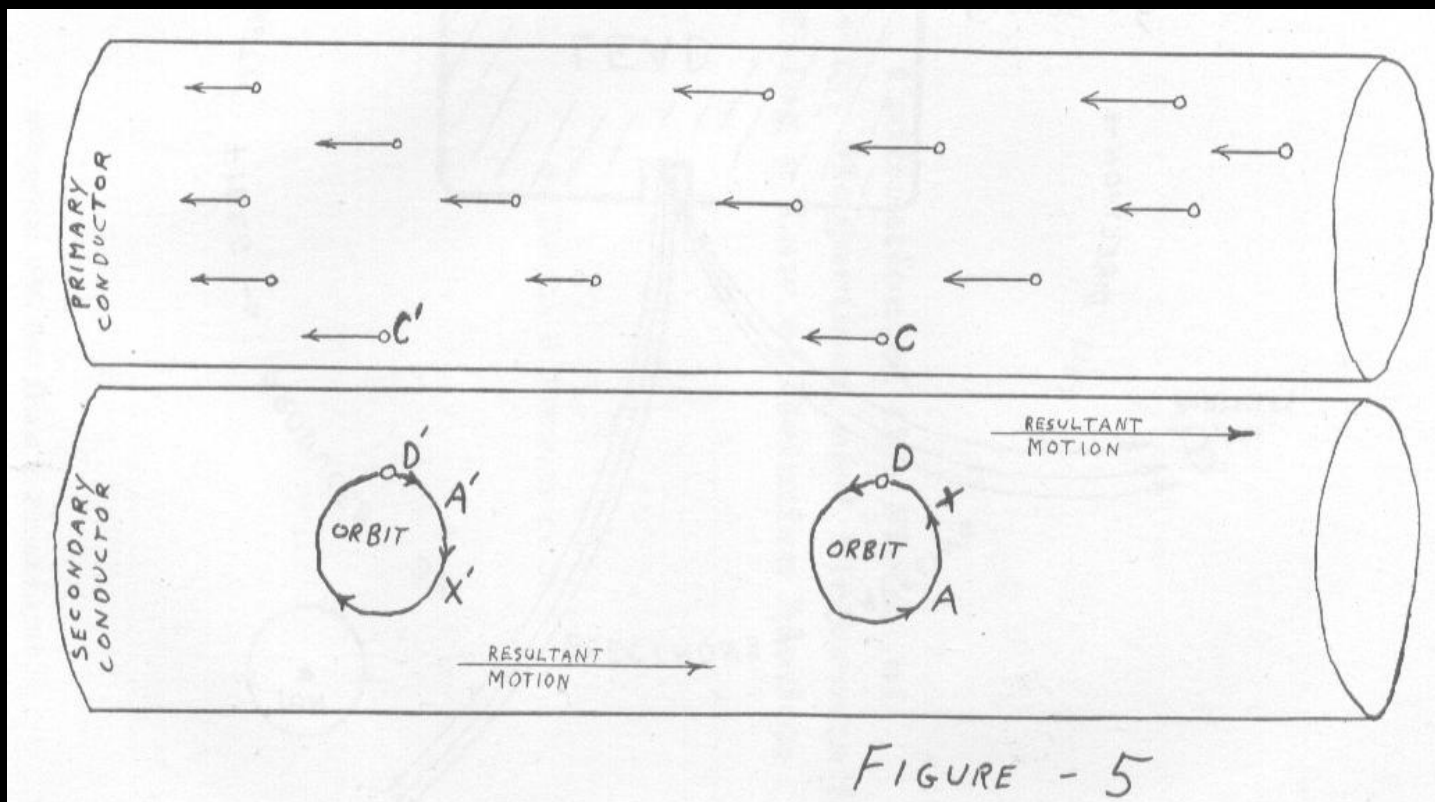 PRIMARY
CONDUCTOR
C'
C
SECONDARY
CONDUCTOR
D'
A'
ORBIT
X'
D
X
ORBIT
A
RESULTANT
MOTION
RESULTANT
MOTION
FIGURE - 5